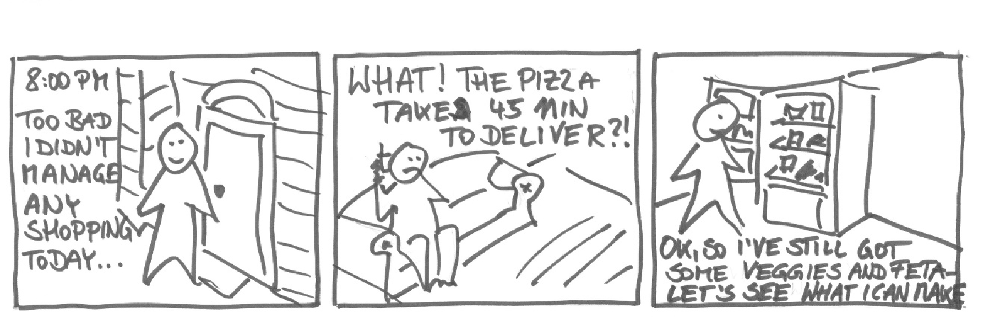 8:00 PM
TOO BAD
I DIDN'T
MANAGE
ANY
SHOPPING
TODAY...
WHAT! THE PIZZA
TAKES 45 MIN
TO DELIVER?!
OK, SO I'VE STILL GOT
SOME VEGGIES AND FETA-
LET'S SEE WHAT I CAN MAKE